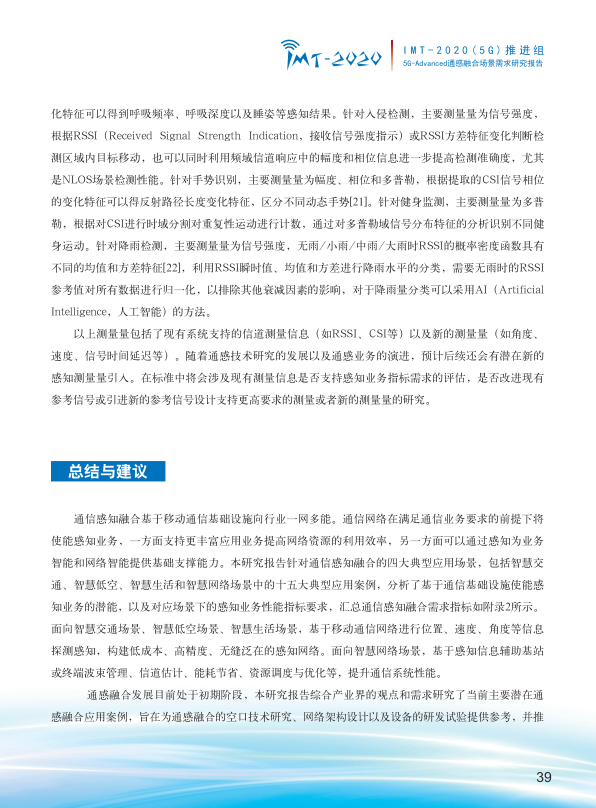 IMT-2020
IMT-2020(5G)推进组
5G-Advanced通感融合场景需求研究报告
化特征可以得到呼吸频率、呼吸深度以及睡姿等感知结果。针对入侵检测，主要测量量为信号强度，
根据RSSI（Received Signal Strength Indication，接收信号强度指示）或RSSI方差特征变化判断检
测区域内目标移动，也可以同时利用频域信道响应中的幅度和相位信息进一步提高检测准确度，尤其
是NLOS场景检测性能。针对手势识别，主要测量量为幅度、相位和多普勒，根据提取的CSI信号相位
的变化特征可以得反射路径长度变化特征，区分不同动态手势[21]。针对健身监测，主要测量量为多普
勒，根据对CSI进行时域分割对重复性运动进行计数，通过对多普勒域信号分布特征的分析识别不同健
身运动。针对降雨检测，主要测量量为信号强度，无雨/小雨/中雨/大雨时RSSI的概率密度函数具有
不同的均值和方差特征[22]，利用RSSI瞬时值、均值和方差进行降雨水平的分类，需要无雨时的RSSI
参考值对所有数据进行归一化，以排除其他衰减因素的影响，对于降雨量分类可以采用AI（Artificial
Intelligence，人工智能）的方法。
以上测量量包括了现有系统支持的信道测量信息（如RSSI、CSI等）以及新的测量量（如角度、
速度、信号时间延迟等）。随着通感技术研究的发展以及通感业务的演进，预计后续还会有潜在新的
感知测量量引入。在标准中将会涉及现有测量信息是否支持感知业务指标需求的评估，是否改进现有
参考信号或引进新的参考信号设计支持更高要求的测量或者新的测量量的研究。
总结与建议
通信感知融合基于移动通信基础设施向行业一网多能。通信网络在满足通信业务要求的前提下将
使能感知业务，一方面支持更丰富应用业务提高网络资源的利用效率，另一方面可以通过感知为业务
智能和网络智能提供基础支撑能力。本研究报告针对通信感知融合的四大典型应用场景，包括智慧交
通、智慧低空、智慧生活和智慧网络场景中的十五大典型应用案例，分析了基于通信基础设施使能感
知业务的潜能，以及对应场景下的感知业务性能指标要求，汇总通信感知融合需求指标如附录2所示。
面向智慧交通场景、智慧低空场景、智慧生活场景，基于移动通信网络进行位置、速度、角度等信息
探测感知，构建低成本、高精度、无缝泛在的感知网络。面向智慧网络场景，基于感知信息辅助基站
或终端波束管理、信道估计、能耗节省、资源调度与优化等，提升通信系统性能。
通感融合发展目前处于初期阶段，本研究报告综合产业界的观点和需求研究了当前主要潜在通
感融合应用案例，旨在为通感融合的空口技术研究、网络架构设计以及设备的研发试验提供参考，并推
39